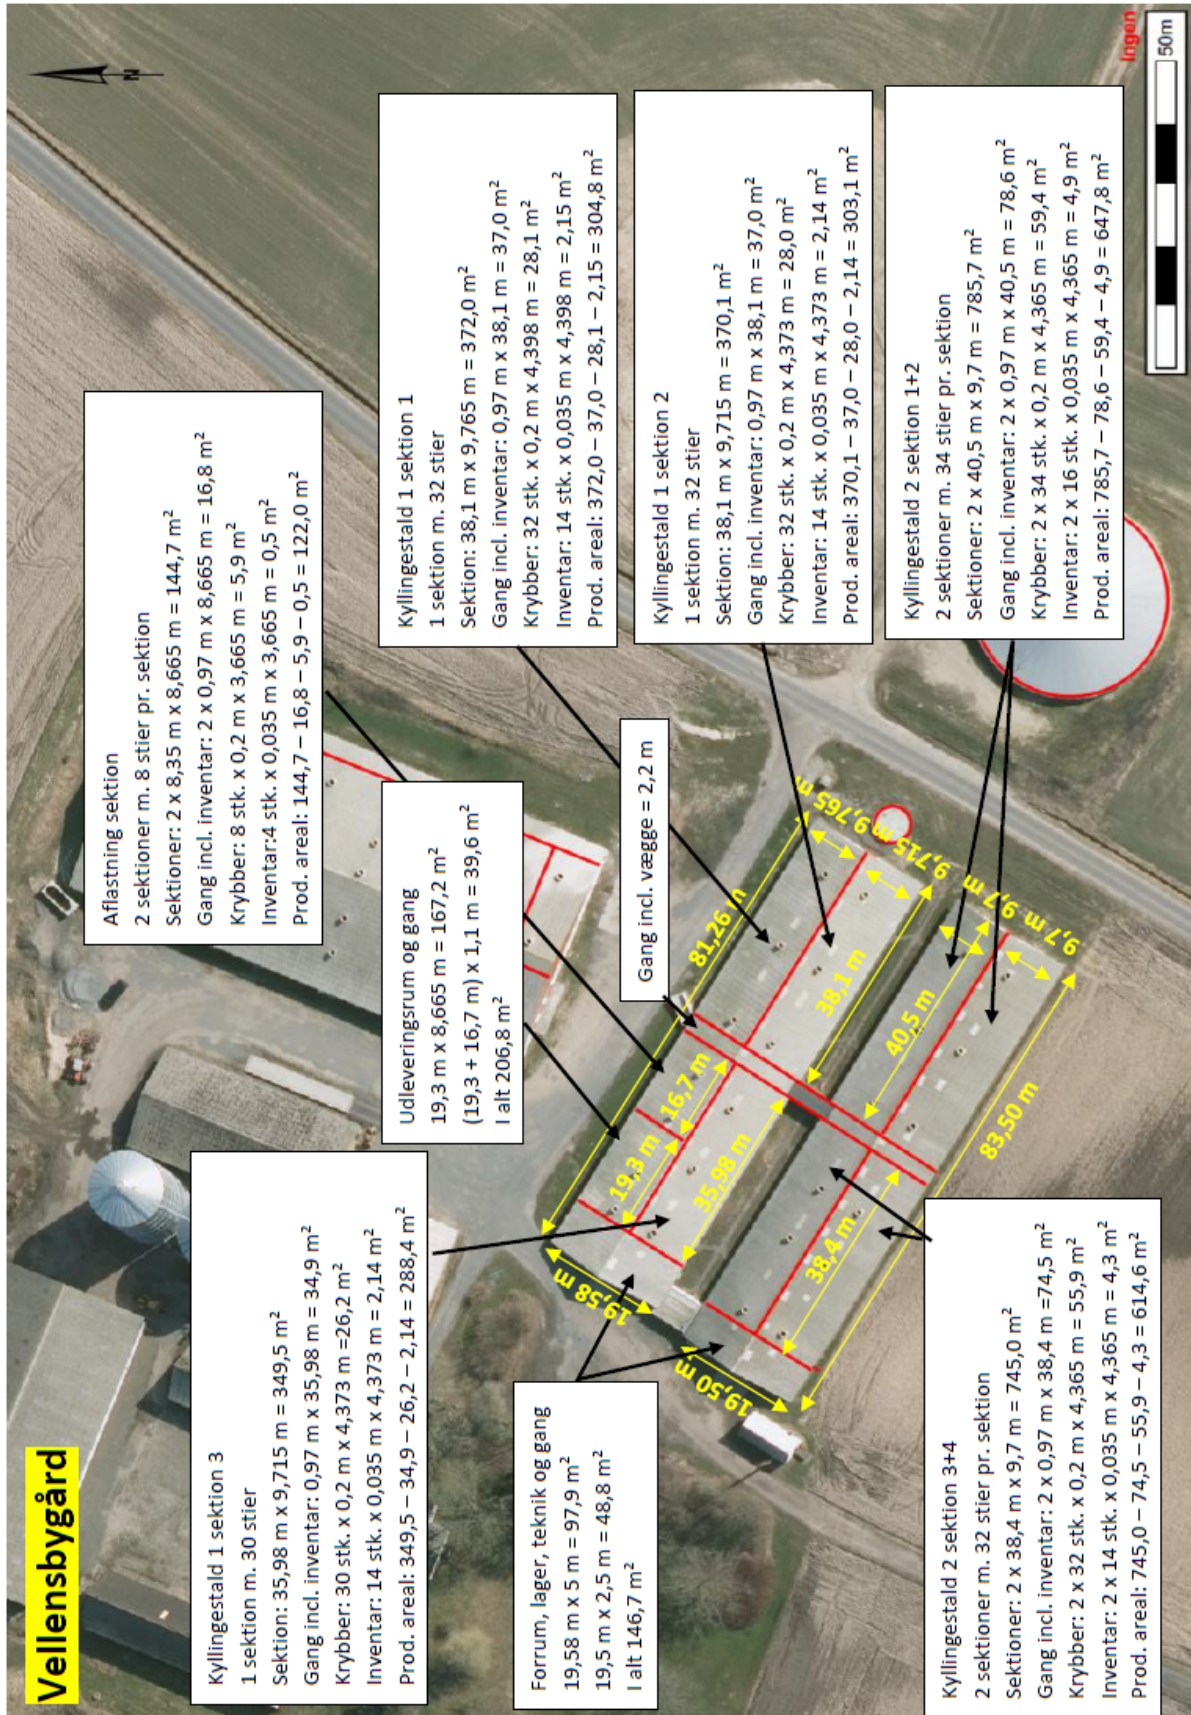 Vellensbygård
Kyllingestald 1 sektion 3
1 sektion m. 30 stier
Sektion: 35,98 m x 9,715 m = 349,5 m²
Gang incl. inventar: 0,97 m x 35,98 m = 34,9 m²
Krybber: 30 stk. x 0,2 m x 4,373 m =26,2 m²
Inventar: 14 stk. x 0,035 m x 4,373 m = 2,14 m²
Prod. areal: 349,5 – 34,9 – 26,2 – 2,14 = 288,4 m²
Udleveringsrum og gang
19,3 m x 8,665 m = 167,2 m²
(19,3 + 16,7 m) x 1,1 m = 39,6 m²
I alt 206,8 m²
Aflastning sektion
2 sektioner m. 8 stier pr. sektion
Sektioner: 2 x 8,35 m x 8,665 m = 144,7 m²
Gang incl. inventar: 2 x 0,97 m x 8,665 m = 16,8 m²
Krybber: 8 stk. x 0,2 m x 3,665 m = 5,9 m²
Inventar:4 stk. x 0,035 m x 3,665 m = 0,5 m²
Prod. areal: 144,7 – 16,8 – 5,9 – 0,5 = 122,0 m²
N
Kyllingestald 1 sektion 1
1 sektion m. 32 stier
Sektion: 38,1 m x 9,765 m = 372,0 m²
Gang incl. inventar: 0,97 m x 38,1 m = 37,0 m²
Krybber: 32 stk. x 0,2 m x 4,398 m = 28,1 m²
Inventar: 14 stk. x 0,035 m x 4,398 m = 2,15 m²
Prod. areal: 372,0 – 37,0 – 28,1 – 2,15 = 304,8 m²
Forrum, lager, teknik og gang
19,58 m x 5 m = 97,9 m²
19,5 m x 2,5 m = 48,8 m²
I alt 146,7 m²
Gang incl. vægge = 2,2 m
Kyllingestald 1 sektion 2
1 sektion m. 32 stier
Sektion: 38,1 m x 9,715 m = 370,1 m²
Gang incl. inventar: 0,97 m x 38,1 m = 37,0 m²
Krybber: 32 stk. x 0,2 m x 4,373 m = 28,0 m²
Inventar: 14 stk. x 0,035 m x 4,373 m = 2,14 m²
Prod. areal: 370,1 – 37,0 – 28,0 – 2,14 = 303,1 m²
81,26 m
19,58 m
19,3 m
16,7 m
35,98 m
38,1 m
9,765 m
9,715 m
19,50 m
38,4 m
40,5 m
9,7 m
9,7 m
83,50 m
Kyllingestald 2 sektion 3+4
2 sektioner m. 32 stier pr. sektion
Sektioner: 2 x 38,4 m x 9,7 m = 745,0 m²
Gang incl. inventar: 2 x 0,97 m x 38,4 m =74,5 m²
Krybber: 2 x 32 stk. x 0,2 m x 4,365 m = 55,9 m²
Inventar: 2 x 14 stk. x 0,035 m x 4,365 m = 4,3 m²
Prod. areal: 745,0 – 74,5 – 55,9 – 4,3 = 614,6 m²
Kyllingestald 2 sektion 1+2
2 sektioner m. 34 stier pr. sektion
Sektioner: 2 x 40,5 m x 9,7 m = 785,7 m²
Gang incl. inventar: 2 x 0,97 m x 40,5 m = 78,6 m²
Krybber: 2 x 34 stk. x 0,2 m x 4,365 m = 59,4 m²
Inventar: 2 x 16 stk. x 0,035 m x 4,365 m = 4,9 m²
Prod. areal: 785,7 – 78,6 – 59,4 – 4,9 = 647,8 m²
Ingen
50m